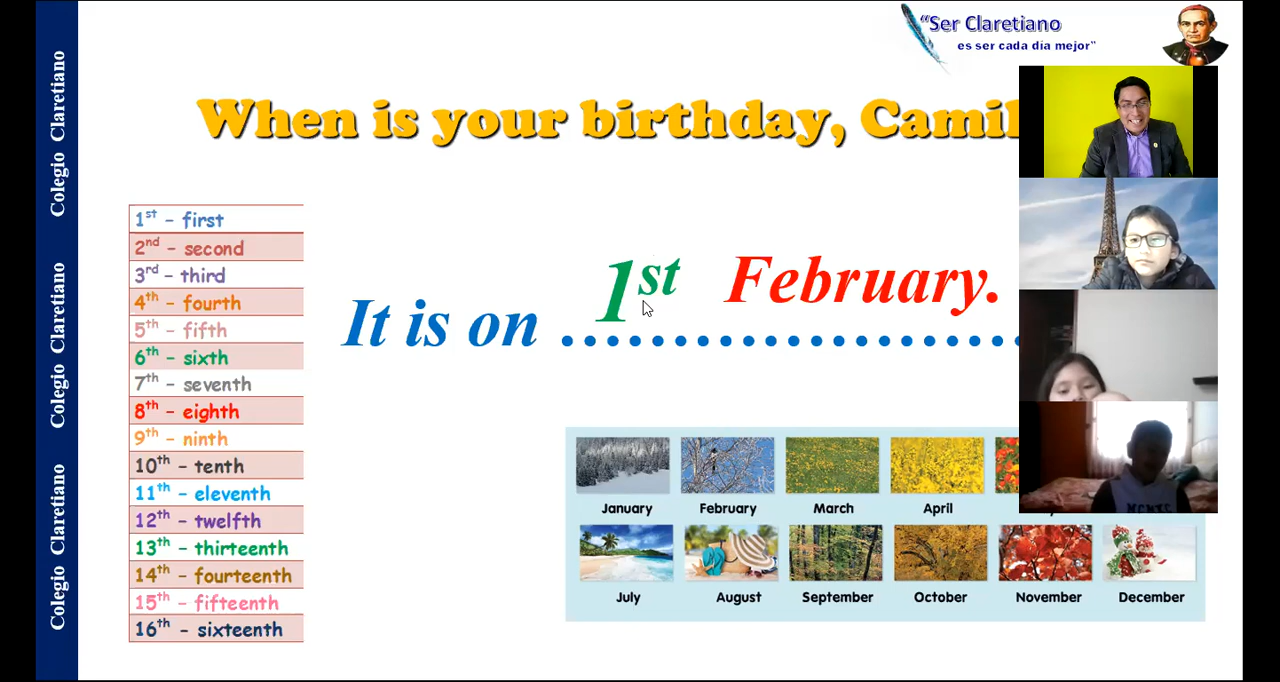 "Ser Claretiano
es ser cada día mejor"
Colegio Claretiano
Colegio Claretiano
Colegio Claretiano
When is your birthday,
1st - first
2nd - second
3rd - third
4th - fourth
5th - fifth
6th - sixth
7th - seventh
8th - eighth
9th - ninth
10th - tenth
11th - eleventh
12th - twelfth
13th - thirteenth
14th - fourteenth
15th - fifteenth
16th - sixteenth
It is on .................... 1st February.
January February March April
July August September October November December